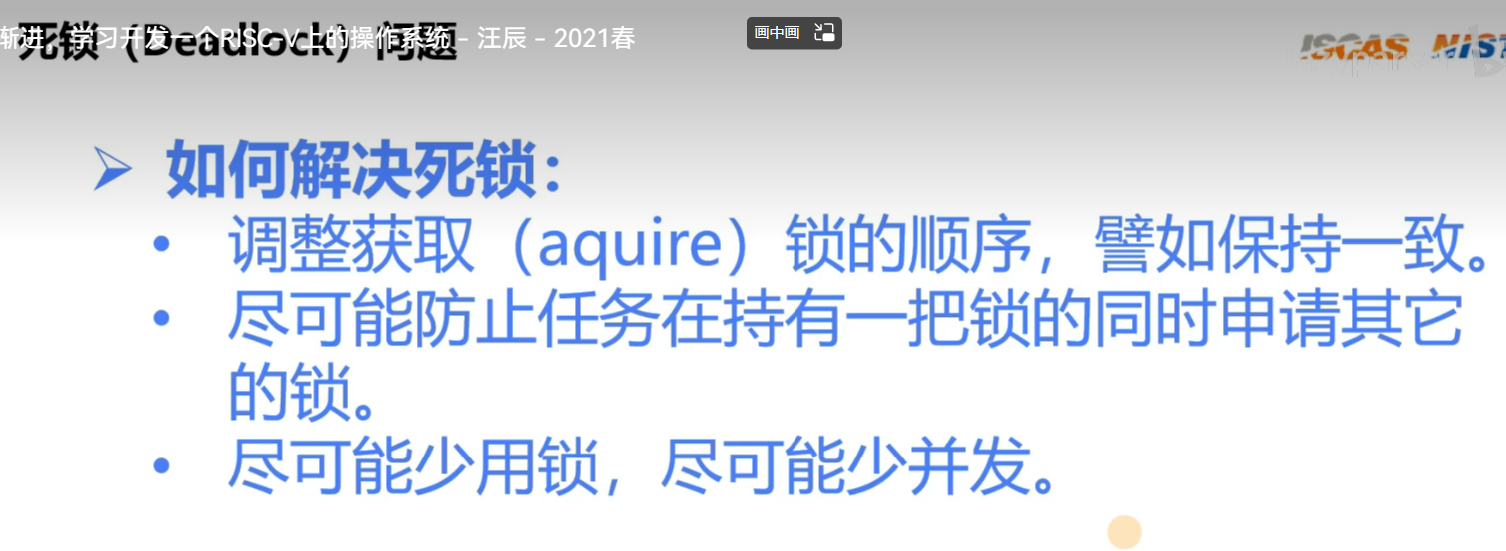 死锁（Deadlock）问题
渐进，学习开发一个RISC-V上的操作系统 - 汪辰 - 2021春
画中画
ISCAS NIST
➢ 如何解决死锁：
• 调整获取（aquire）锁的顺序，譬如保持一致。
• 尽可能防止任务在持有一把锁的同时申请其它
的锁。
• 尽可能少用锁，尽可能少并发。